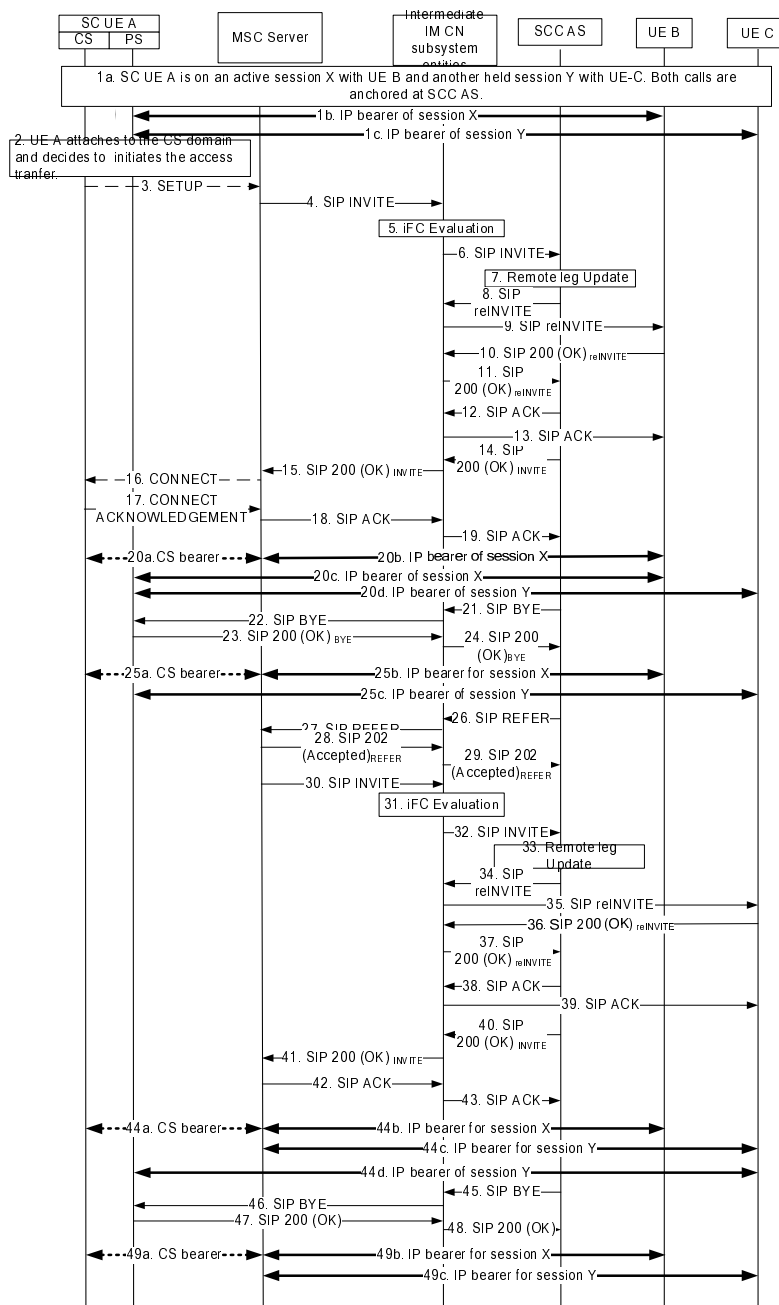 SC UE A
CS
PS
MSC Server
Intermediate
IM CN
subsystem
entities
SCC AS
UE B
UE C
1a. SC UE A is on an active session X with UE B and another held session Y with UE-C. Both calls are
anchored at SCC AS.
1b. IP bearer of session X
1c. IP bearer of session Y
2. UE A attaches to the CS domain
and decides to initiates the access
tranfer.
3. SETUP
4. SIP INVITE
5. iFC Evaluation
6. SIP INVITE
7. Remote leg Update
8. SIP
reINVITE
9. SIP reINVITE
10. SIP 200 (OK) reINVITE
11. SIP
200 (OK) reINVITE
12. SIP ACK
13. SIP ACK
14. SIP
200 (OK) INVITE
15. SIP 200 (OK) INVITE
16. CONNECT
17. CONNECT
ACKNOWLEDGEMENT
18. SIP ACK
19. SIP ACK
20a.CS bearer
20b. IP bearer of session X
20c. IP bearer of session X
20d. IP bearer of session Y
21. SIP BYE
22. SIP BYE
23. SIP 200 (OK) BYE
24. SIP 200
(OK)BYE
25a. CS bearer
25b. IP bearer for session X
25c. IP bearer of session Y
26. SIP REFER
27. SIP REFER
28. SIP 202
(Accepted)REFER
29. SIP 202
(Accepted)REFER
30. SIP INVITE
31. iFC Evaluation
32. SIP INVITE
33. Remote leg
Update
34. SIP
reINVITE
35. SIP reINVITE
36. SIP 200 (OK) reINVITE
37. SIP
200 (OK) reINVITE
38. SIP ACK
39. SIP ACK
40. SIP
200 (OK) INVITE
41. SIP 200 (OK) INVITE
42. SIP ACK
43. SIP ACK
44a. CS bearer
44b. IP bearer for session X
44c. IP bearer for session Y
44d. IP bearer of session Y
45. SIP BYE
46. SIP BYE
47. SIP 200 (OK)
48. SIP 200 (OK)
49a. CS bearer
49b. IP bearer for session X
49c. IP bearer for session Y